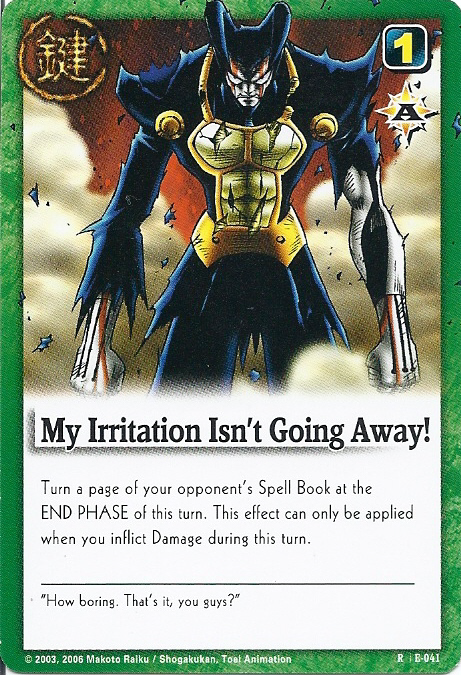 鍵
1
A
My Irritation Isn't Going Away!
Turn a page of your opponent's Spell Book at the
END PHASE of this turn. This effect can only be applied
when you inflict Damage during this turn.
"How boring. That's it, you guys?"
© 2003, 2006 Makoto Raiku / Shogakukan, Toei Animation
R E-041